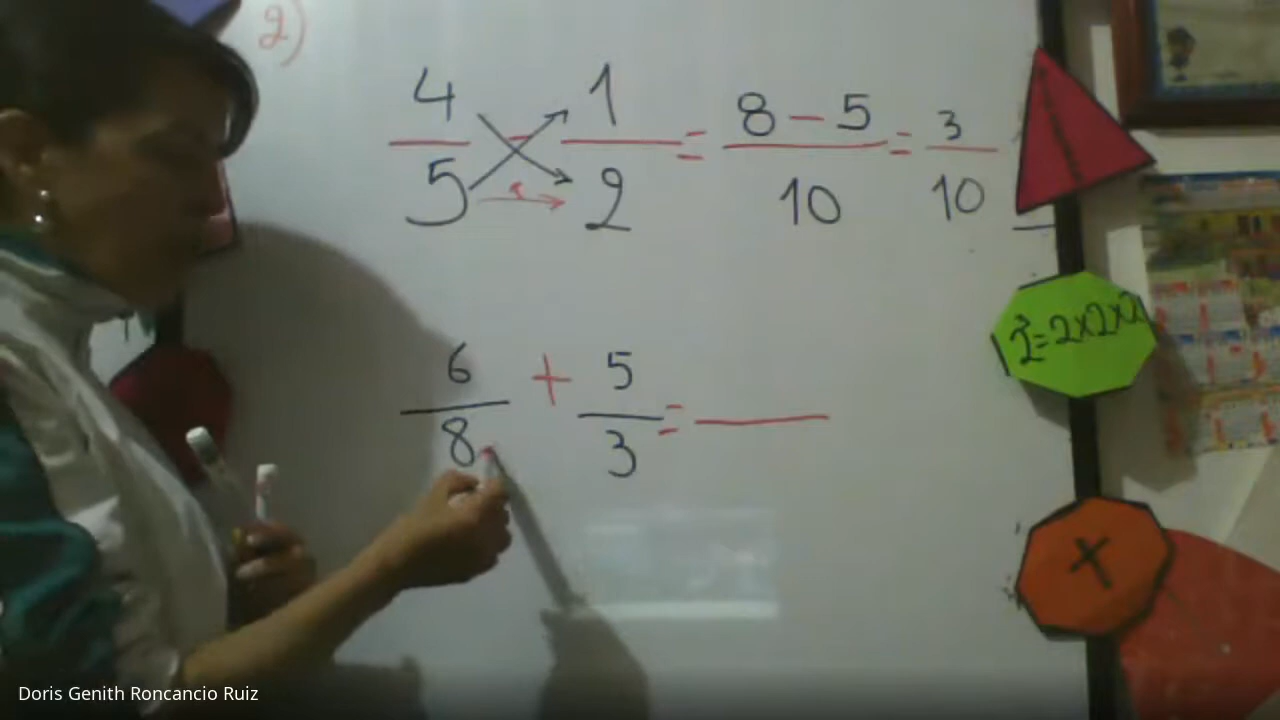 2)
4/5 - 1/2 = 8 - 5/10 = 3/10
x
6/8 + 5/3 =
2³=2x2x2
X
Doris Genith Roncancio Ruiz